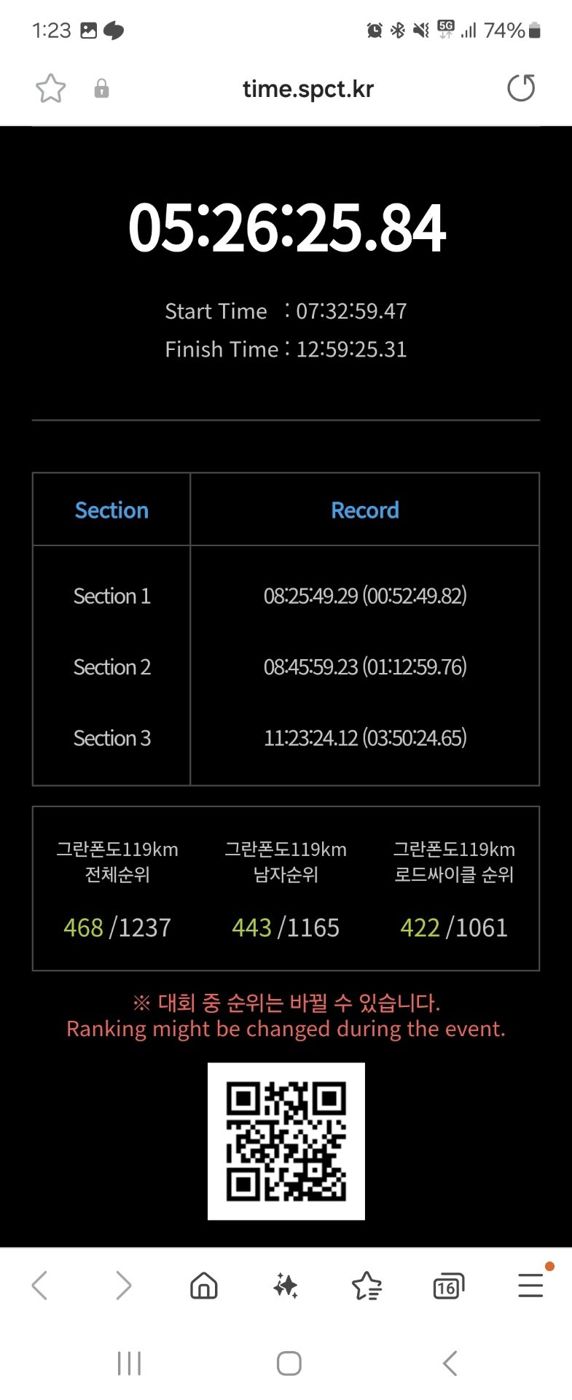 1:23
5G
74%
time.spct.kr
05:26:25.84
Start Time : 07:32:59.47
Finish Time : 12:59:25.31
Section Record
Section 1 08:25:49.29 (00:52:49.82)
Section 2 08:45:59.23 (01:12:59.76)
Section 3 11:23:24.12 (03:50:24.65)
그란폰도119km 그란폰도119km 그란폰도119km
전체순위 남자순위 로드싸이클 순위
468 /1237 443 /1165 422 /1061
※ 대회 중 순위는 바뀔 수 있습니다.
Ranking might be changed during the event.
16